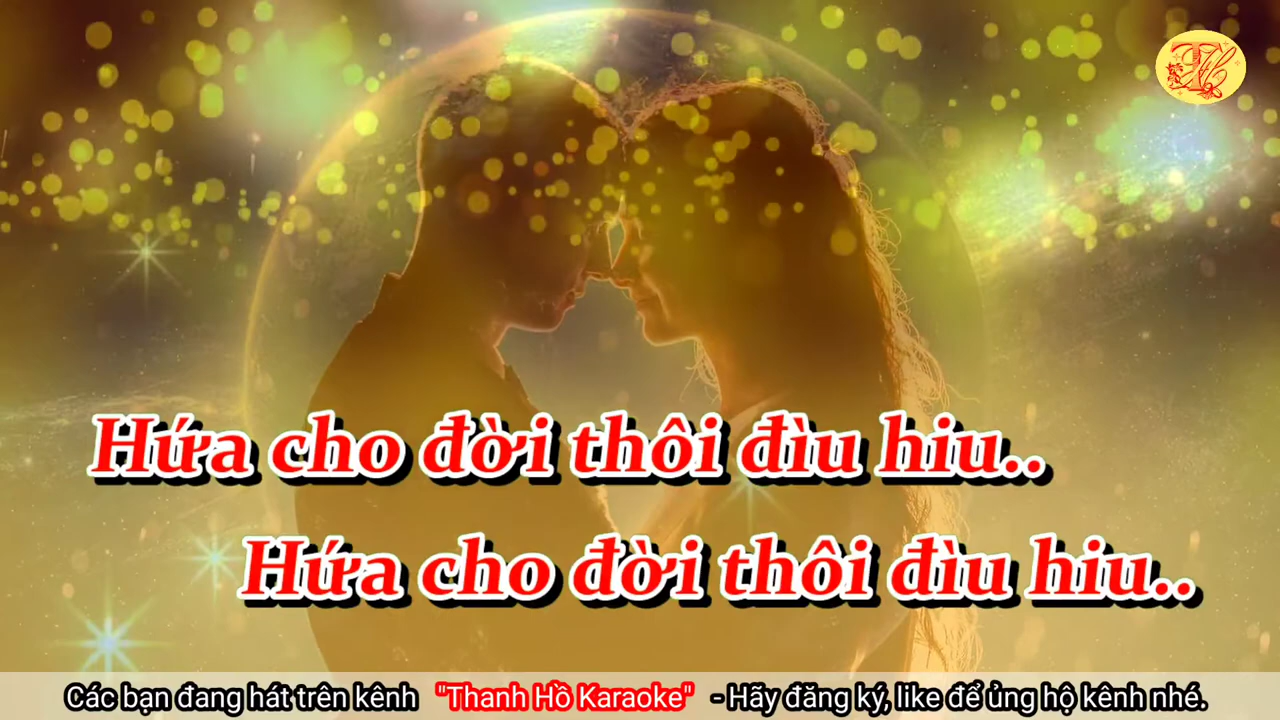 Hứa cho đời thôi đìu hiu..
Hứa cho đời thôi đìu hiu..
Các bạn đang hát trên kênh "Thanh Hồ Karaoke" - Hãy đăng ký, like để ủng hộ kênh nhé.